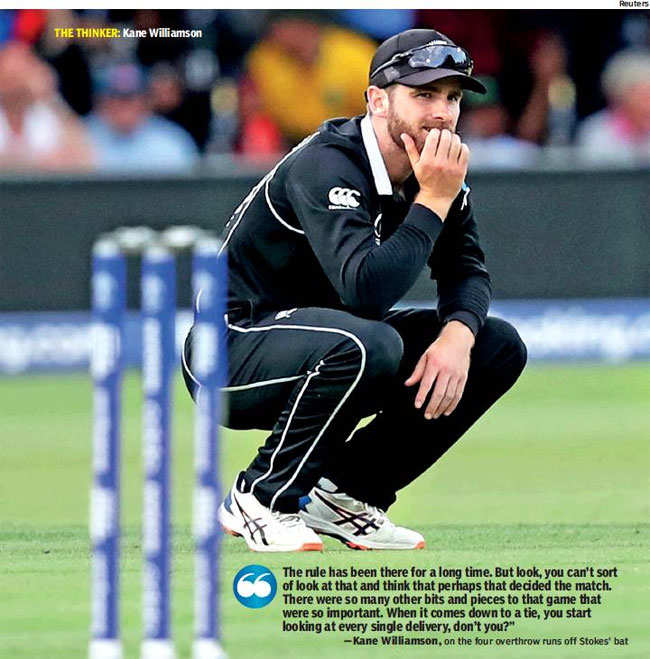 Reuters
THE THINKER: Kane Williamson
The rule has been there for a long time. But look, you can't sort
of look at that and think that perhaps that decided the match.
There were so many other bits and pieces to that game that
were so important. When it comes down to a tie, you start
looking at every single delivery, don't you?"
—Kane Williamson, on the four overthrow runs off Stokes' bat